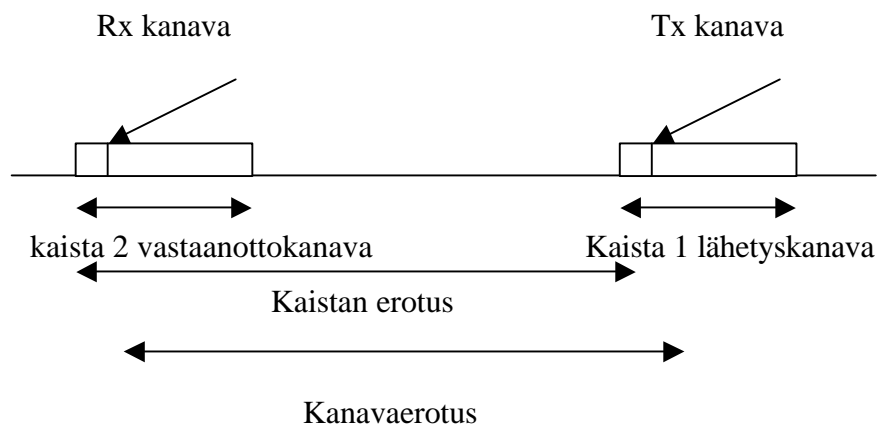 Rx kanava
Tx kanava
kaista 2 vastaanottokanava
Kaista 1 lähetyskanava
Kaistan erotus
Kanavaerotus